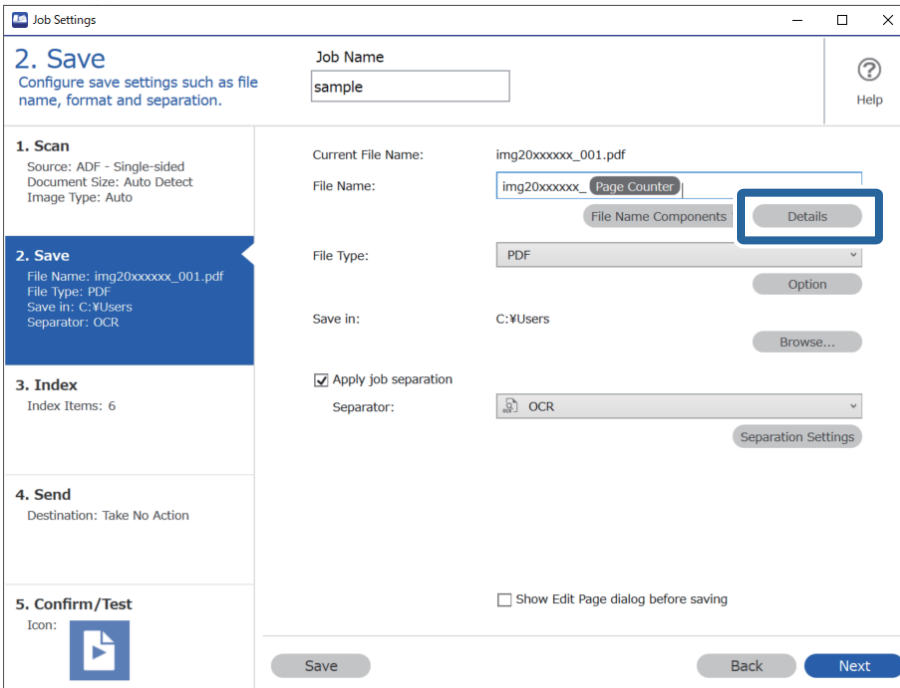 Job Settings
2. Save
Configure save settings such as file
name, format and separation.
Job Name
sample
Help
1. Scan
Source: ADF - Single-sided
Document Size: Auto Detect
Image Type: Auto
2. Save
File Name: img20xxxxxx_001.pdf
File Type: PDF
Save in: C:¥Users
Separator: OCR
3. Index
Index Items: 6
4. Send
Destination: Take No Action
5. Confirm/Test
Icon:
Current File Name: img20xxxxxx_001.pdf
File Name: img20xxxxxx_ Page Counter
File Name Components Details
File Type: PDF
Option
Save in: C:¥Users
Browse...
Apply job separation
Separator: OCR
Separation Settings
Show Edit Page dialog before saving
Save Back Next